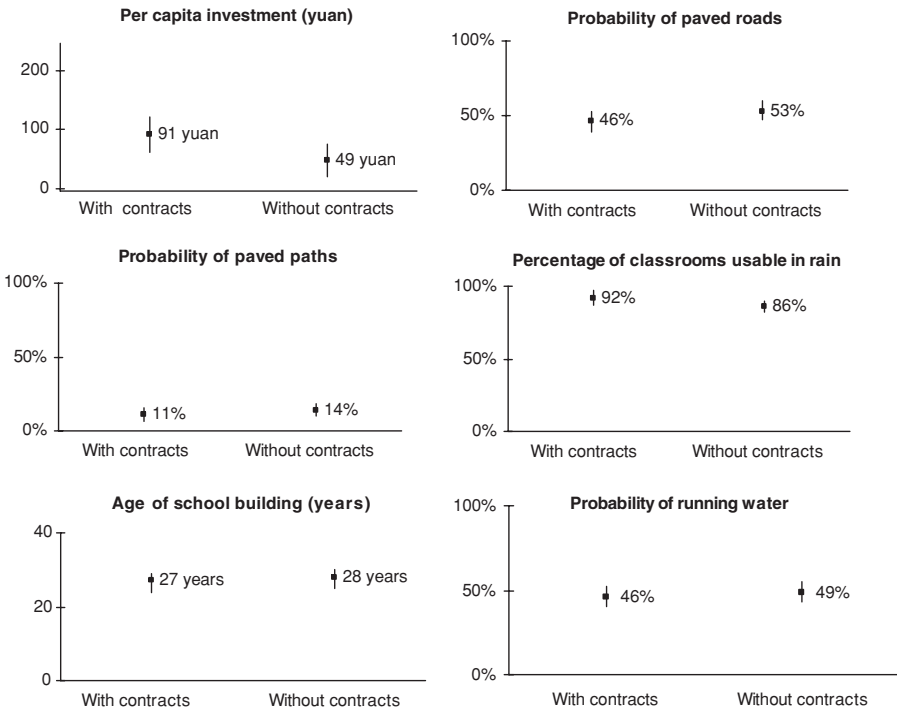 Per capita investment (yuan)
200
100
0
91 yuan
49 yuan
With contracts
Without contracts
Probability of paved roads
100%
50%
0%
46%
53%
With contracts
Without contracts
Probability of paved paths
100%
50%
0%
11%
14%
With contracts
Without contracts
Percentage of classrooms usable in rain
100%
50%
0%
92%
86%
With contracts
Without contracts
Age of school building (years)
40
20
0
27 years
28 years
With contracts
Without contracts
Probability of running water
100%
50%
0%
46%
49%
With contracts
Without contracts